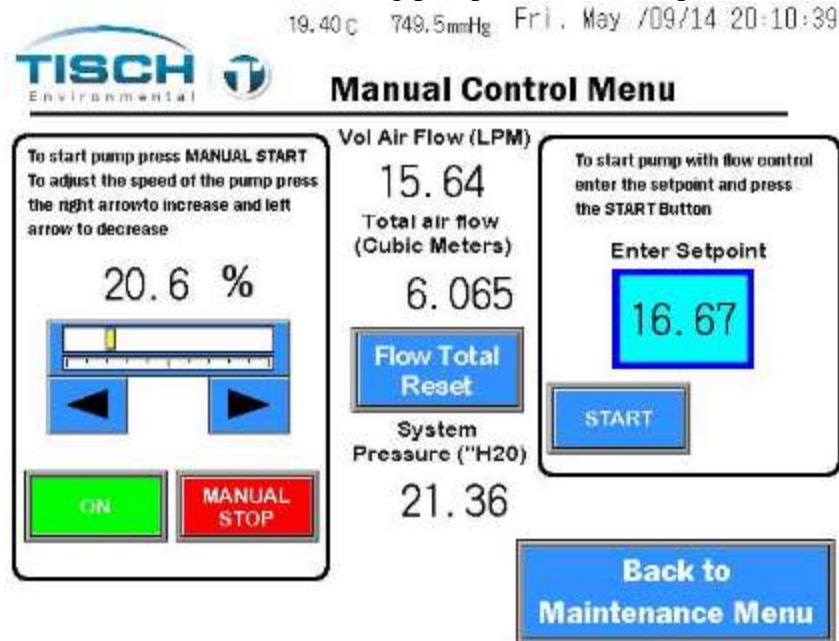 19.40 C 749.5mmHg Fri. May /09/14 20:10:39
TISCH
Environmental
Manual Control Menu
To start pump press MANUAL START
To adjust the speed of the pump press
the right arrowto increase and left
arrow to decrease
20.6 %
ON
MANUAL
STOP
Vol Air Flow (LPM)
15.64
Total air flow
(Cubic Meters)
6.065
Flow Total
Reset
System
Pressure ("H20)
21.36
To start pump with flow control
enter the setpoint and press
the START Button
Enter Setpoint
16.67
START
Back to
Maintenance Menu